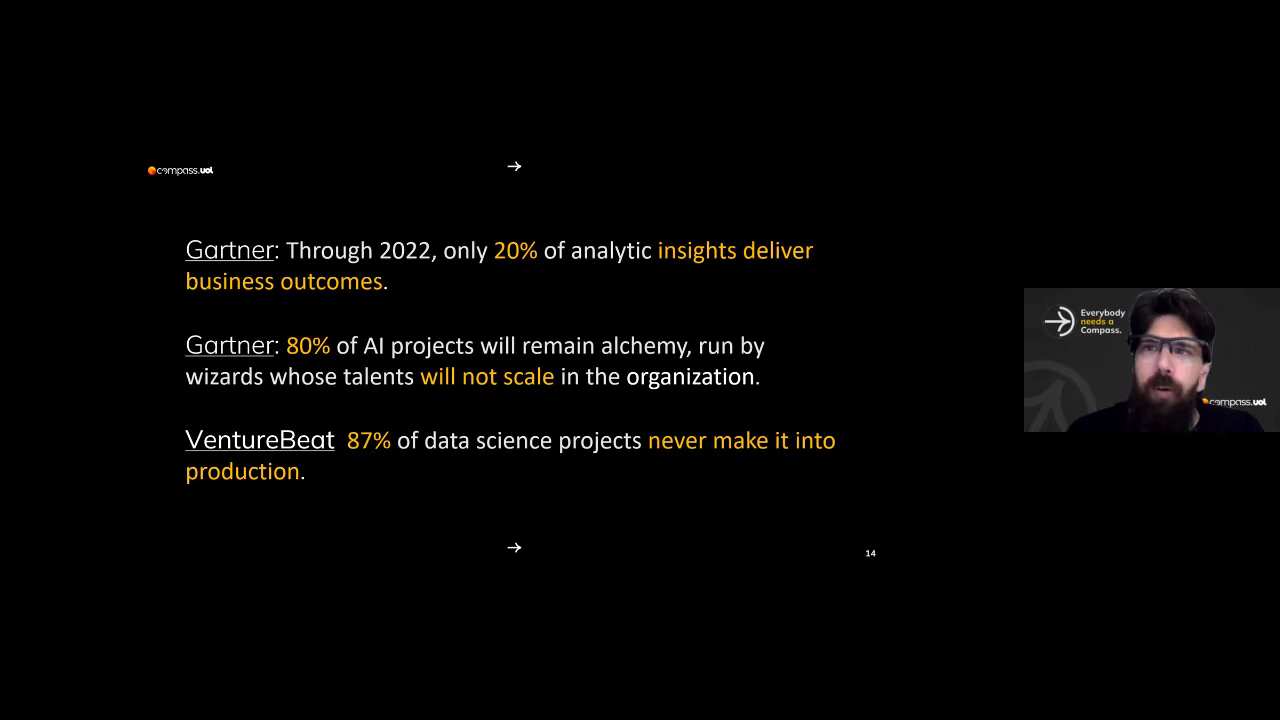 compass.uol
Gartner: Through 2022, only 20% of analytic insights deliver
business outcomes.
Gartner: 80% of AI projects will remain alchemy, run by
wizards whose talents will not scale in the organization.
VentureBeat 87% of data science projects never make it into
production.
14
Everybody
needs a
Compass.
compass.uol